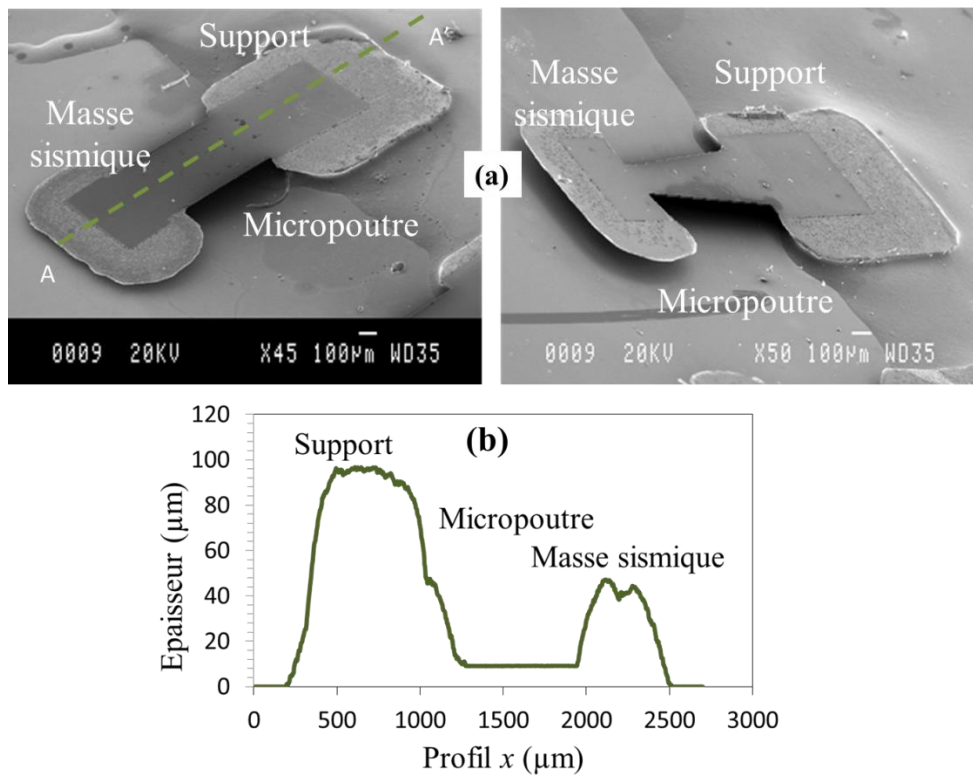 Support
A'
Masse
sismique
Micropoutre
A
0009 20KV X45 100µm WD35
(a)
Masse
sismique
Support
Micropoutre
0009 20KV X50 100µm WD35
(b)
120
100
80
60
40
20
0
Epaisseur (µm)
Support
Micropoutre
Masse sismique
0 500 1000 1500 2000 2500 3000
Profil x (µm)